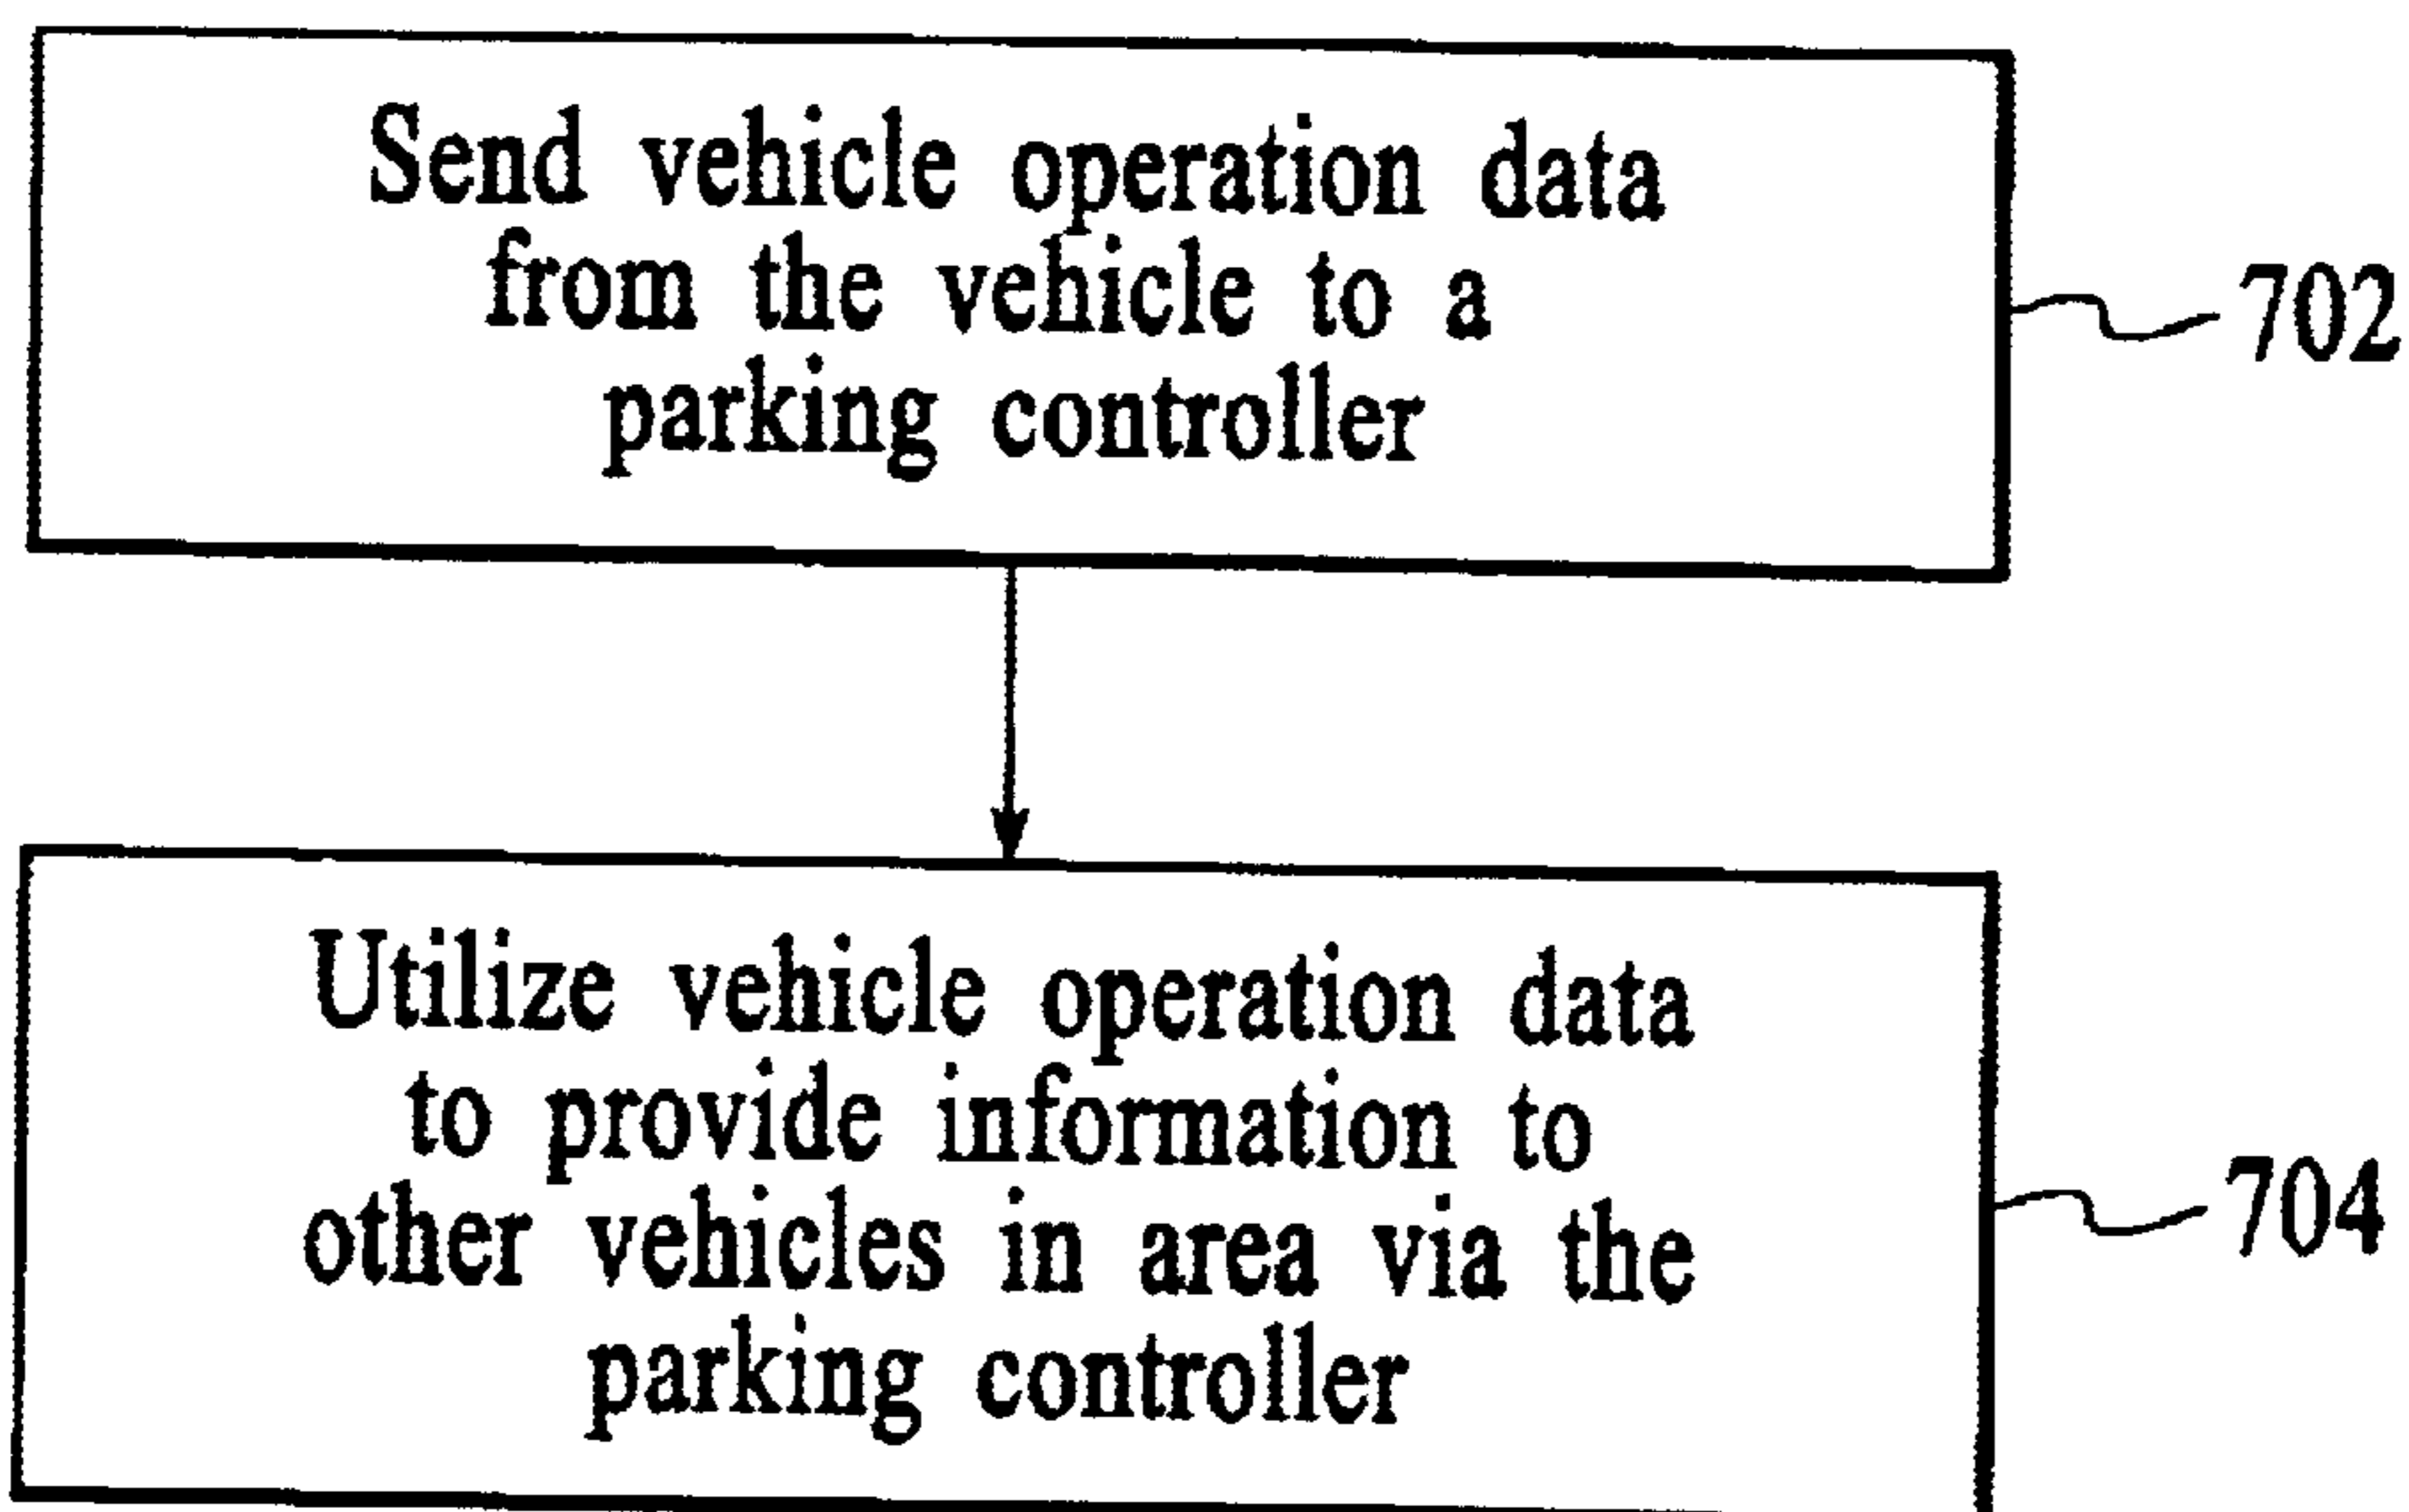 Send vehicle operation data
from the vehicle to a
parking controller
702
Utilize vehicle operation data
to provide information to
other vehicles in area via the
parking controller
704